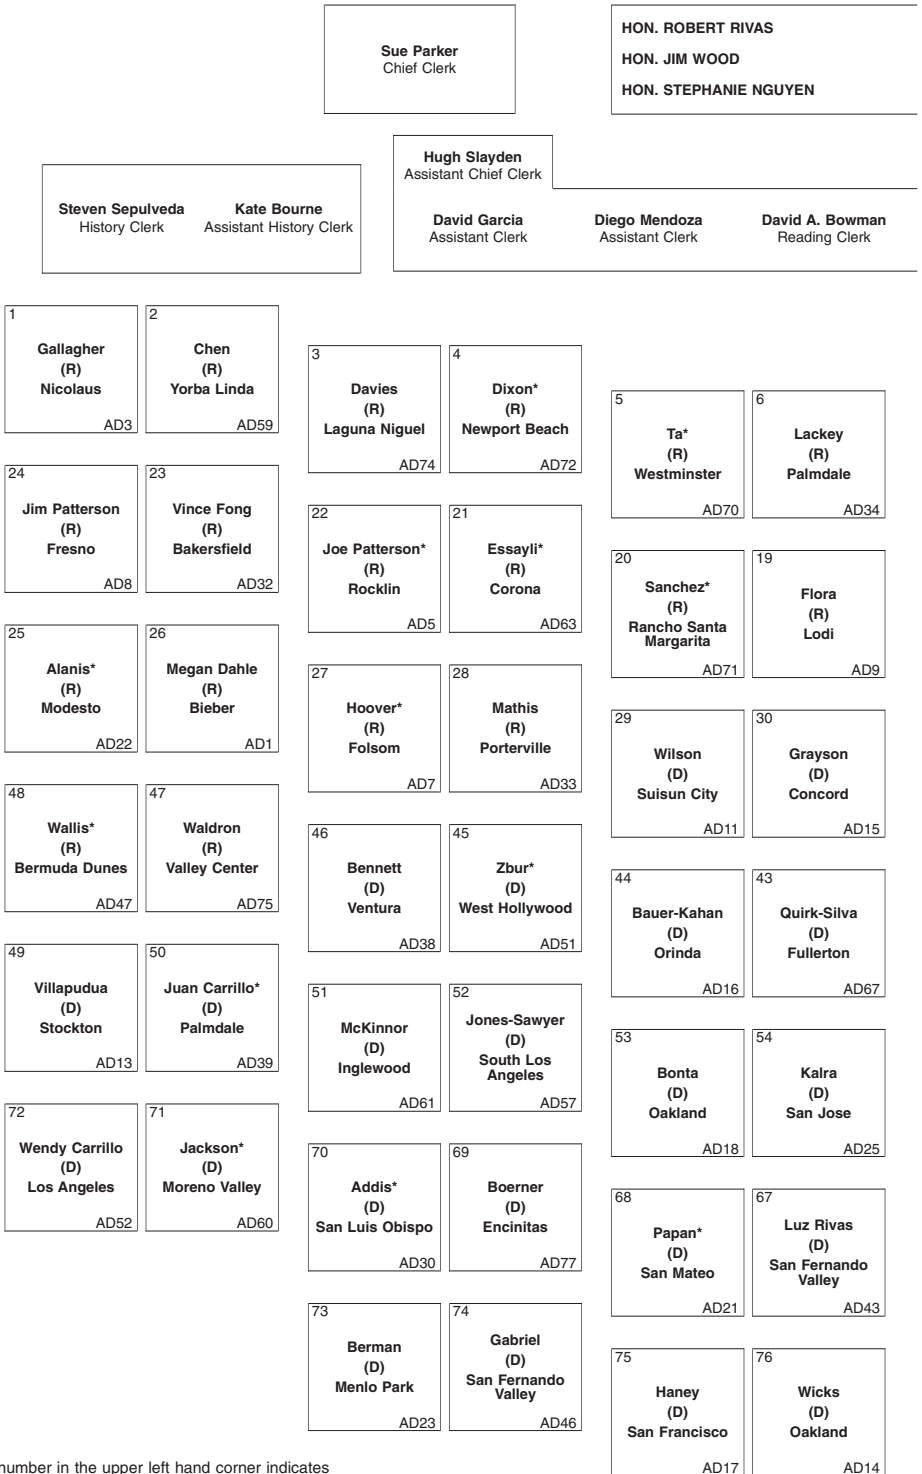 Sue Parker
Chief Clerk
HON. ROBERT RIVAS
HON. JIM WOOD
HON. STEPHANIE NGUYEN
Hugh Slayden
Assistant Chief Clerk
Steven Sepulveda
History Clerk
Kate Bourne
Assistant History Clerk
David Garcia
Assistant Clerk
Diego Mendoza
Assistant Clerk
David A. Bowman
Reading Clerk
1
Gallagher
(R)
Nicolaus
AD3
2
Chen
(R)
Yorba Linda
AD59
3
Davies
(R)
Laguna Niguel
AD74
4
Dixon*
(R)
Newport Beach
AD72
5
Ta*
(R)
Westminster
AD70
6
Lackey
(R)
Palmdale
AD34
24
Jim Patterson
(R)
Fresno
AD8
23
Vince Fong
(R)
Bakersfield
AD32
22
Joe Patterson*
(R)
Rocklin
AD5
21
Essayli*
(R)
Corona
AD63
20
Sanchez*
(R)
Rancho Santa
Margarita
AD71
19
Flora
(R)
Lodi
AD9
25
Alanis*
(R)
Modesto
AD22
26
Megan Dahle
(R)
Bieber
AD1
27
Hoover*
(R)
Folsom
AD7
28
Mathis
(R)
Porterville
AD33
29
Wilson
(D)
Suisun City
AD11
30
Grayson
(D)
Concord
AD15
48
Wallis*
(R)
Bermuda Dunes
AD47
47
Waldron
(R)
Valley Center
AD75
46
Bennett
(D)
Ventura
AD38
45
Zbur*
(D)
West Hollywood
AD51
44
Bauer-Kahan
(D)
Orinda
AD16
43
Quirk-Silva
(D)
Fullerton
AD67
49
Villapudua
(D)
Stockton
AD13
50
Juan Carrillo*
(D)
Palmdale
AD39
51
McKinnor
(D)
Inglewood
AD61
52
Jones-Sawyer
(D)
South Los
Angeles
AD57
53
Bonta
(D)
Oakland
AD18
54
Kalra
(D)
San Jose
AD25
72
Wendy Carrillo
(D)
Los Angeles
AD52
71
Jackson*
(D)
Moreno Valley
AD60
70
Addis*
(D)
San Luis Obispo
AD30
69
Boerner
(D)
Encinitas
AD77
68
Papan*
(D)
San Mateo
AD21
67
Luz Rivas
(D)
San Fernando
Valley
AD43
73
Berman
(D)
Menlo Park
AD23
74
Gabriel
(D)
San Fernando
Valley
AD46
75
Haney
(D)
San Francisco
AD17
76
Wicks
(D)
Oakland
AD14
number in the upper left hand corner indicates